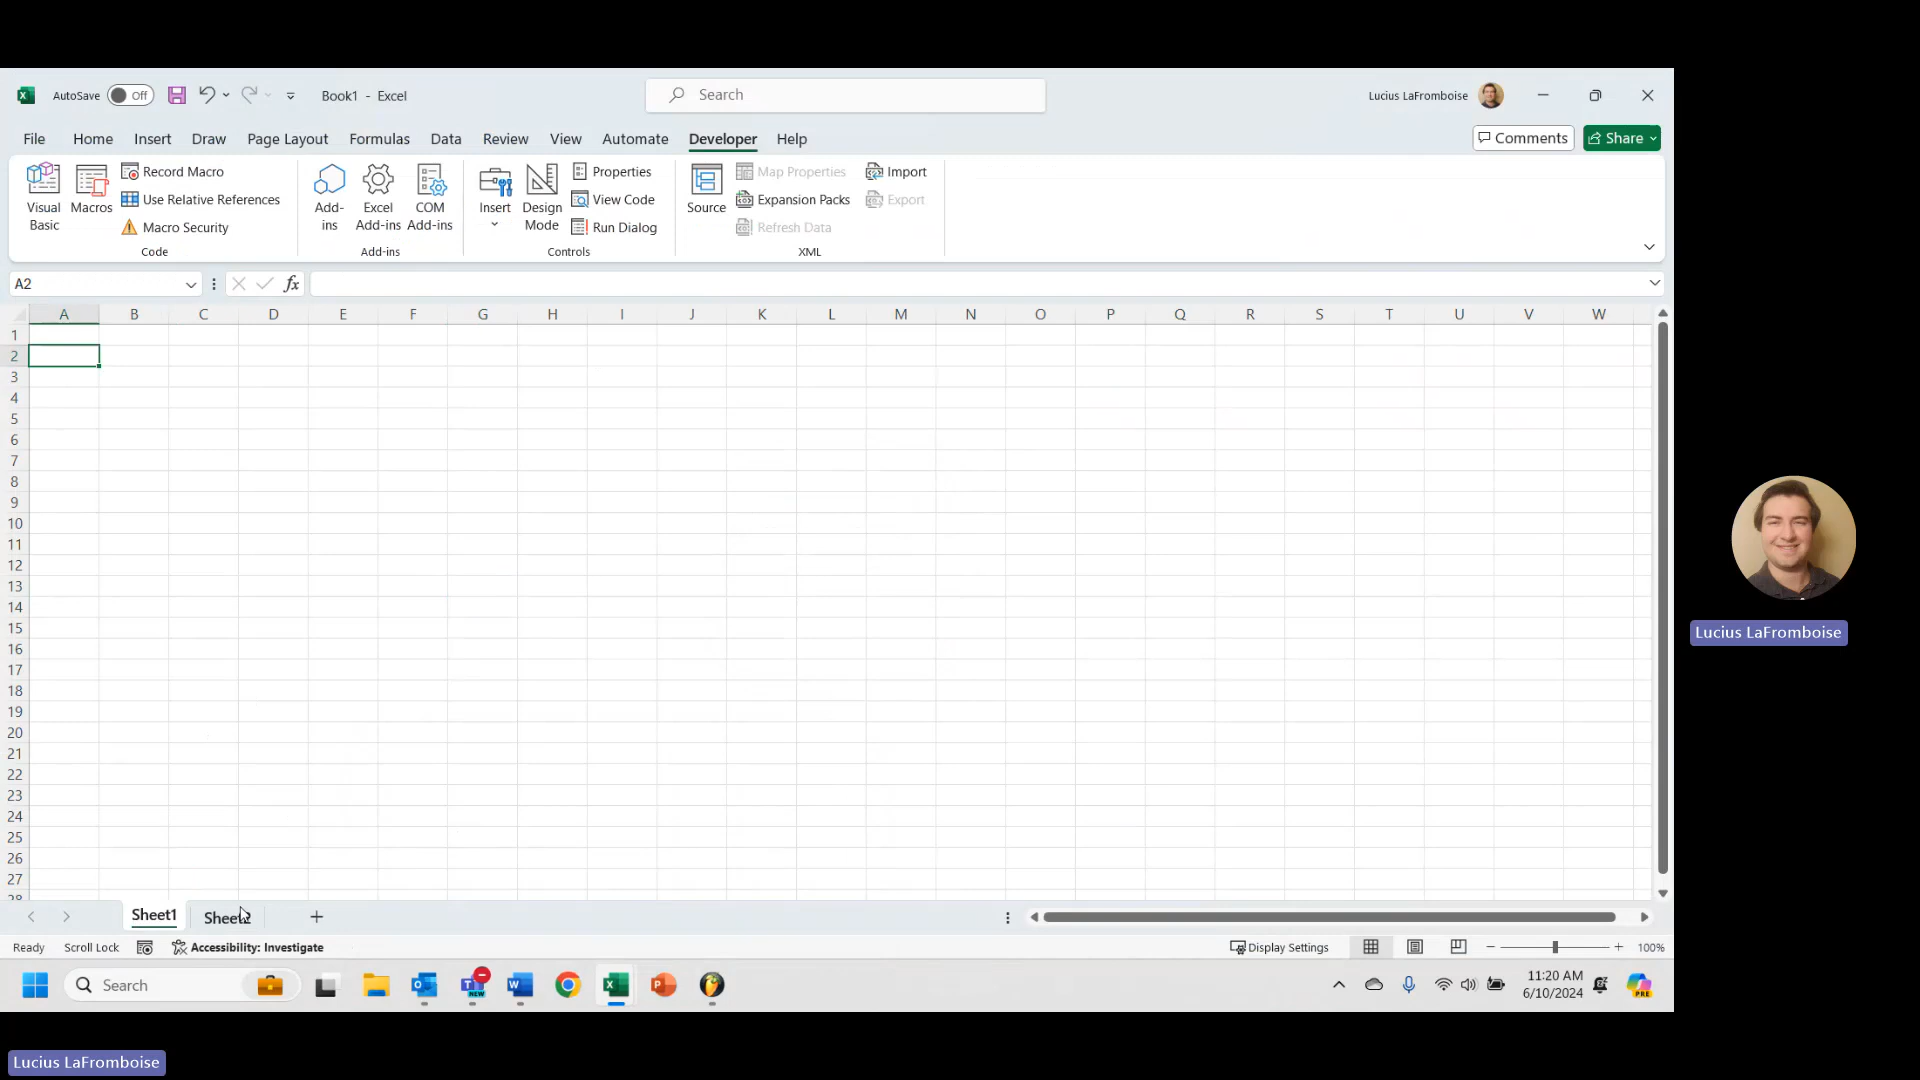 AutoSave Off Book1 - Excel Search Lucius LaFromboise
File Home Insert Draw Page Layout Formulas Data Review View Automate Developer Help Comments Share
Visual Basic
Macros
Record Macro
Use Relative References
Macro Security
Code
Add-ins
Excel Add-ins
COM Add-ins
Add-ins
Insert
Design Mode
Properties
View Code
Run Dialog
Controls
Source
Map Properties
Expansion Packs
Refresh Data
Import
Export
XML
A2 fx
A B C D E F G H I J K L M N O P Q R S T U V W
1
2
3
4
5
6
7
8
9
10
11
12
13
14
15
16
17
18
19
20
21
22
23
24
25
26
27
28
Lucius LaFromboise
Sheet1 Sheet2
Ready Scroll Lock Accessibility: Investigate Display Settings 100%
Search NEW 11:20 AM
6/10/2024 PRE
Lucius LaFromboise